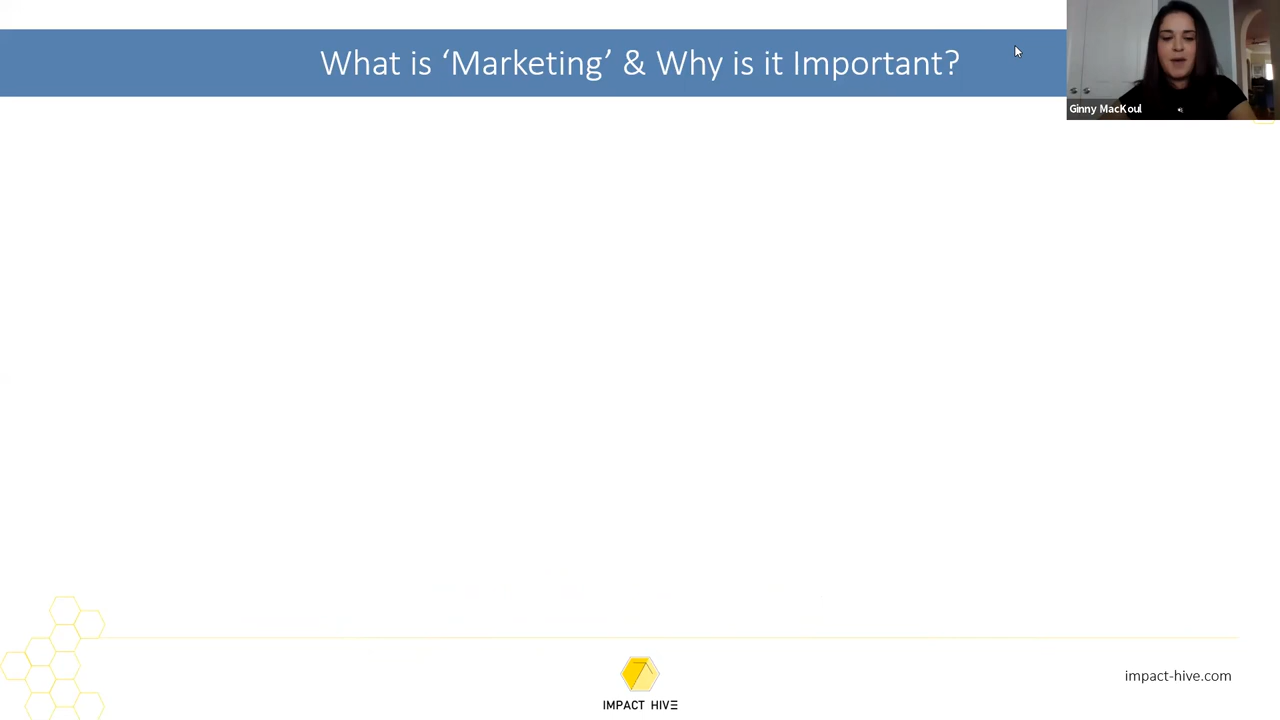 What is ‘Marketing’ & Why is it Important?
Ginny MacKoul
IMPACT HIVE
impact-hive.com